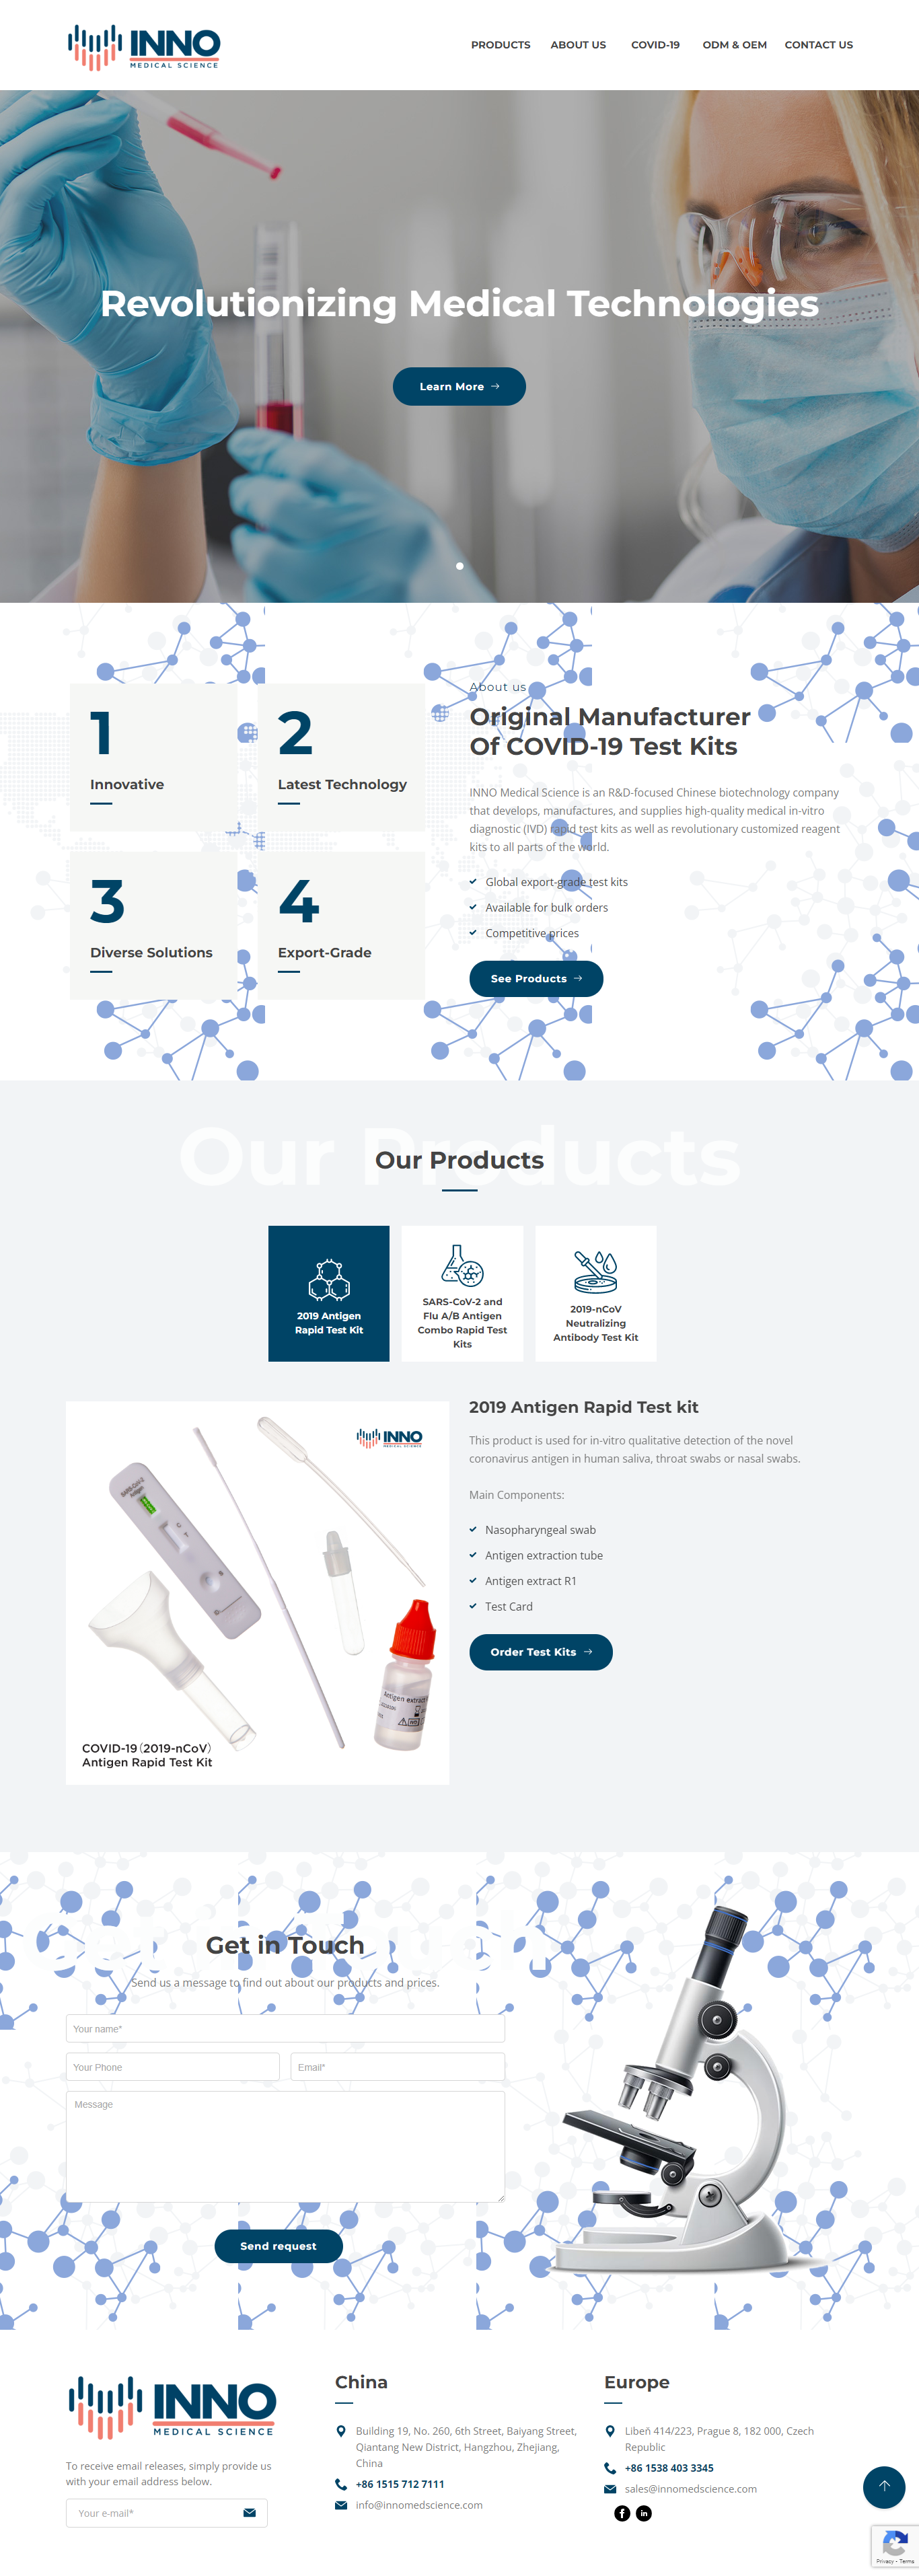 INNO
MEDICAL SCIENCE
PRODUCTS ABOUT US COVID-19 ODM & OEM CONTACT US
Revolutionizing Medical Technologies
Learn More
1
Innovative
2
Latest Technology
3
Diverse Solutions
4
Export-Grade
About us
Original Manufacturer
Of COVID-19 Test Kits
INNO Medical Science is an R&D-focused Chinese biotechnology company
that develops, manufactures, and supplies high-quality medical in-vitro
diagnostic (IVD) rapid test kits as well as revolutionary customized reagent
kits to all parts of the world.
Global export-grade test kits
Available for bulk orders
Competitive prices
See Products
Our Products
Our Products
2019 Antigen
Rapid Test Kit
SARS-CoV-2 and
Flu A/B Antigen
Combo Rapid Test
Kits
2019-nCoV
Neutralizing
Antibody Test Kit
INNO
MEDICAL SCIENCE
SARS-CoV-2
Antigen
C
T
S
Antigen extract
COVID-19 (2019-nCoV)
Antigen Rapid Test Kit
2019 Antigen Rapid Test kit
This product is used for in-vitro qualitative detection of the novel
coronavirus antigen in human saliva, throat swabs or nasal swabs.
Main Components:
Nasopharyngeal swab
Antigen extraction tube
Antigen extract R1
Test Card
Order Test Kits
Get in Touch
Send us a message to find out about our products and prices.
Your name*
Your Phone
Email*
Message
Send request
INNO
MEDICAL SCIENCE
To receive email releases, simply provide us
with your email address below.
Your e-mail*
China
Building 19, No. 260, 6th Street, Baiyang Street,
Qiantang New District, Hangzhou, Zhejiang,
China
+86 1515 712 7111
info@innomedscience.com
Europe
Libeň 414/223, Prague 8, 182 000, Czech
Republic
+86 1538 403 3345
sales@innomedscience.com
Privacy - Terms